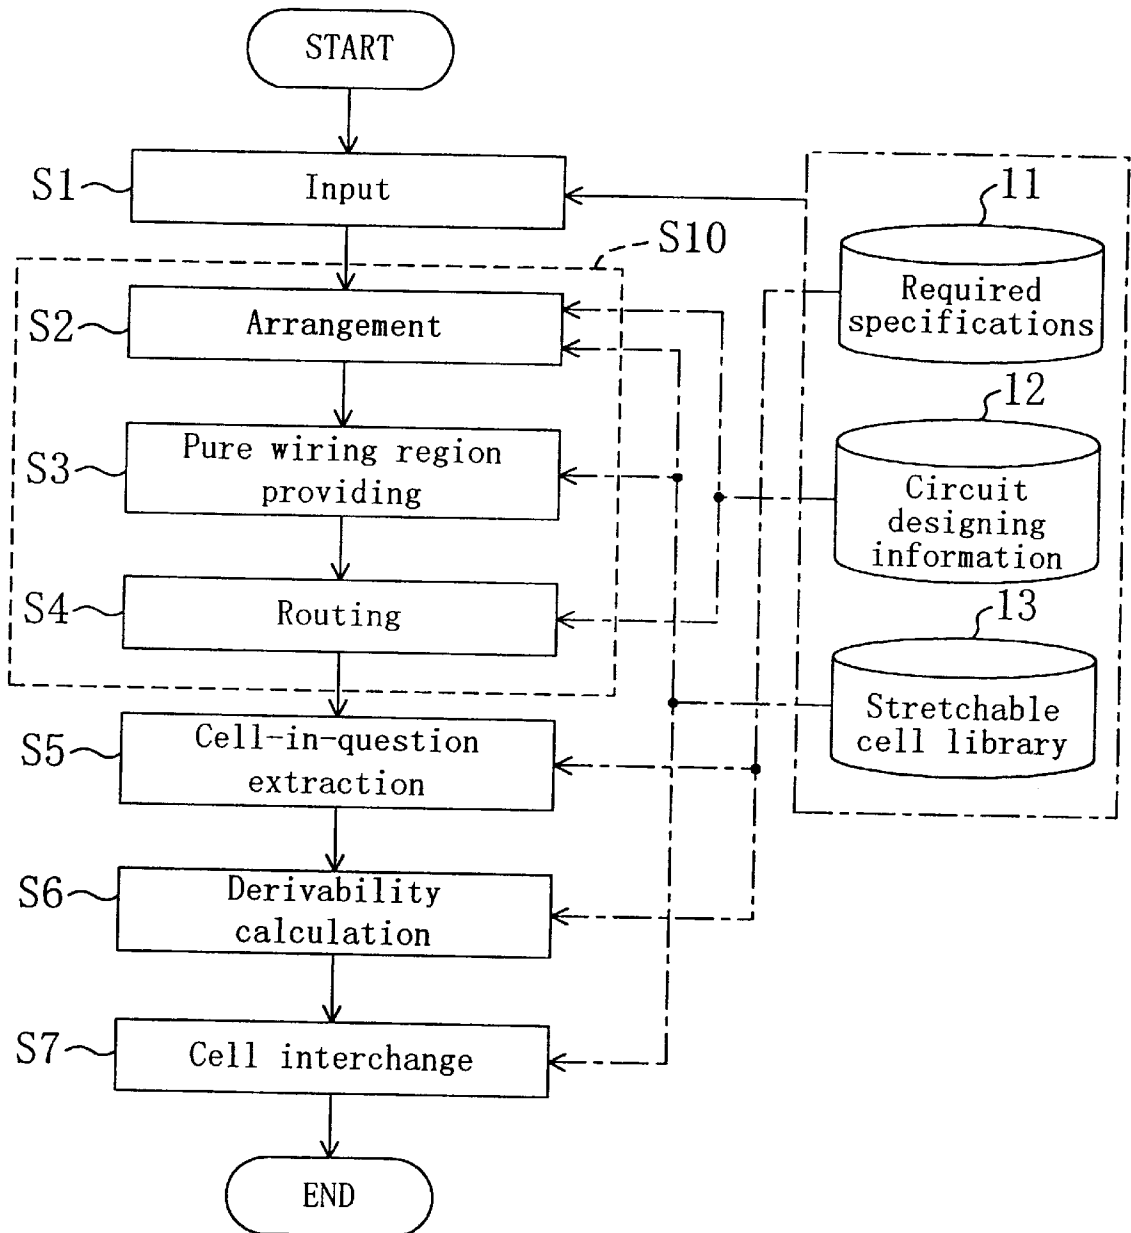 START
S1
Input
S10
S2
Arrangement
S3
Pure wiring region
providing
S4
Routing
S5
Cell-in-question
extraction
S6
Derivability
calculation
S7
Cell interchange
END
11
Required
specifications
12
Circuit
designing
information
13
Stretchable
cell library